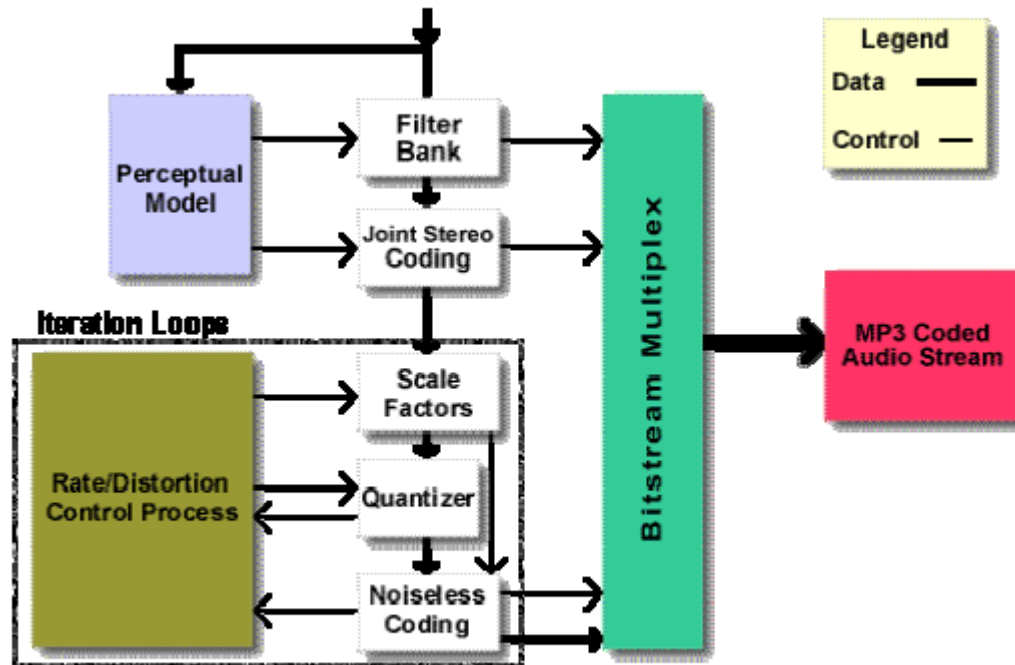 Legend
Data
Control
Filter
Bank
Perceptual
Model
Joint Stereo
Coding
Bitstream Multiplex
MP3 Coded
Audio Stream
Iteration Loops
Scale
Factors
Rate/Distortion
Control Process
Quantizer
Noiseless
Coding